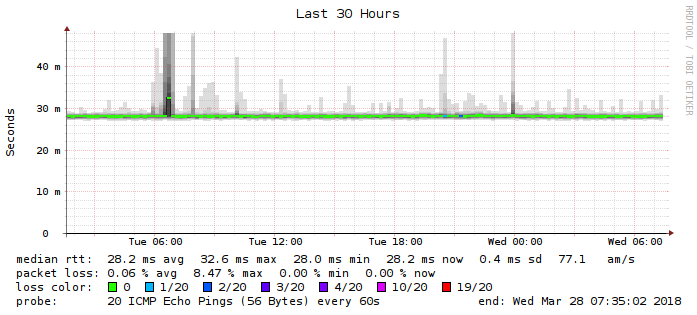 Last 30 Hours
RRDTOOL / TOBI OETIKER
Seconds
40 m
30 m
20 m
10 m
0
Tue 06:00 Tue 12:00 Tue 18:00 Wed 00:00 Wed 06:00
median rtt: 28.2 ms avg 32.6 ms max 28.0 ms min 28.2 ms now 0.4 ms sd 77.1 am/s
packet loss: 0.06 % avg 8.47 % max 0.00 % min 0.00 % now
loss color: 0 1/20 2/20 3/20 4/20 10/20 19/20
probe: 20 ICMP Echo Pings (56 Bytes) every 60s end: Wed Mar 28 07:35:02 2018